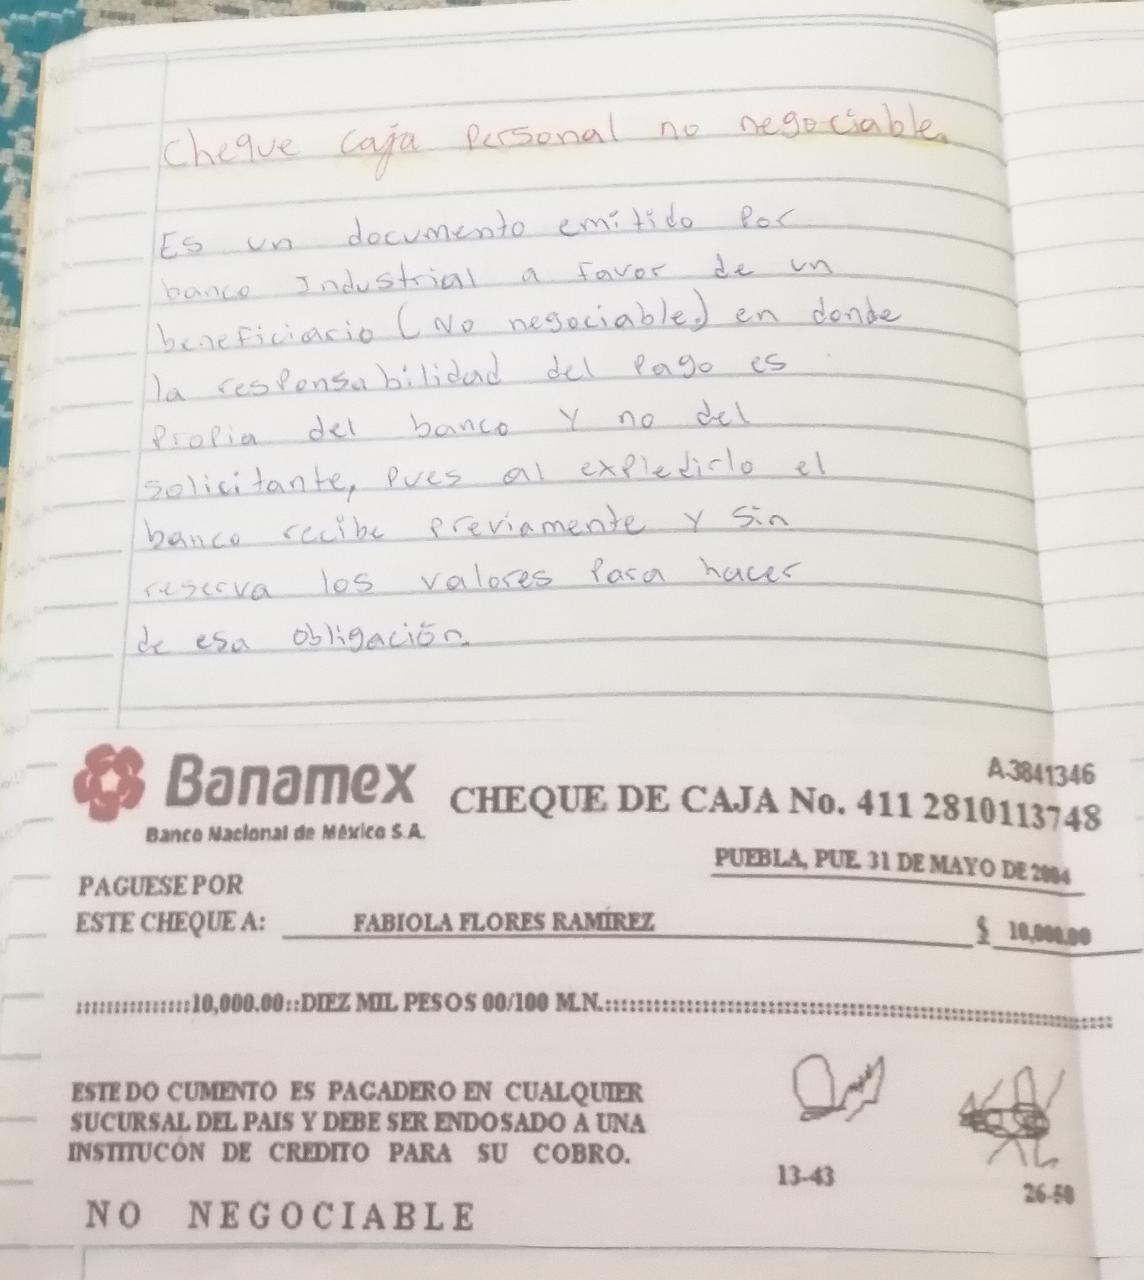 Cheque caja Personal no negociable.
Es un documento emitido Por
banco Industrial a favor de un
beneficiario (No negociable) en donde
la responsabilidad del Pago es
Propia del banco y no del
solicitante, pues al expledirlo el
banco recibe Previamente y sin
reserva los valores Para hacer
de esa obligación.
Banamex
Banco Nacional de México S.A.
A-3841346
CHEQUE DE CAJA No. 411 2810113748
PUEBLA, PUE. 31 DE MAYO DE 2004
PAGUESE POR
ESTE CHEQUE A: FABIOLA FLORES RAMÍREZ $ 10,000.00
::::::::::::::::10,000.00::DIEZ MIL PESOS 00/100 M.N.::::::::::::::::::::::::::::::::::::::::::::::::
ESTE DO CUMENTO ES PAGADERO EN CUALQUIER
SUCURSAL DEL PAIS Y DEBE SER ENDOSADO A UNA
INSTITUCÓN DE CREDITO PARA SU COBRO.
13-43
26-50
NO NEGOCIABLE